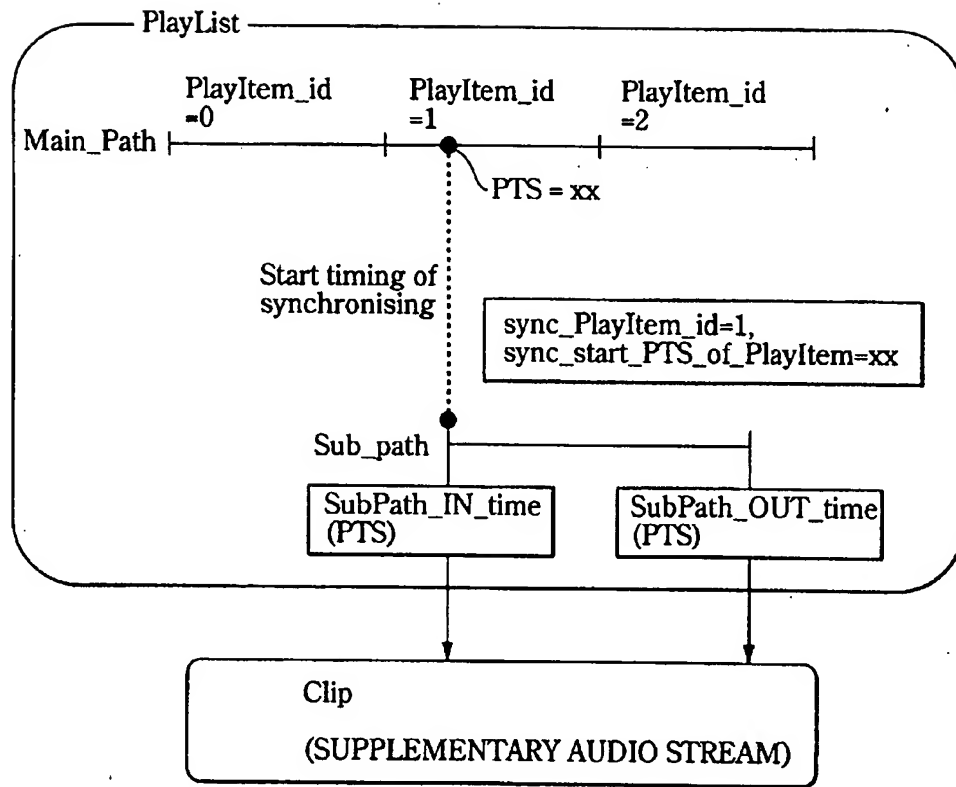 PlayList
PlayItem_id
=0
PlayItem_id
=1
PlayItem_id
=2
Main_Path
PTS = xx
Start timing of
synchronising
sync_PlayItem_id=1,
sync_start_PTS_of_PlayItem=xx
Sub_path
SubPath_IN_time
(PTS)
SubPath_OUT_time
(PTS)
Clip
(SUPPLEMENTARY AUDIO STREAM)